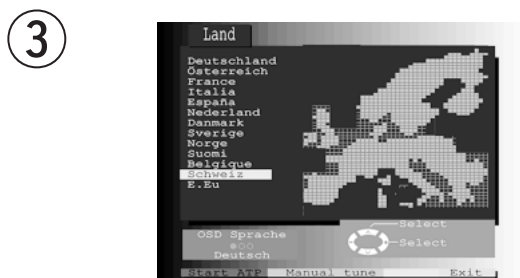 3
Land
Deutschland
Österreich
France
Italia
España
Nederland
Danmark
Sverige
Norge
Suomi
Belgique
Schweiz
E.Eu
Select
OSD Sprache
Select
Deutsch
Start ATP Manual tune Exit